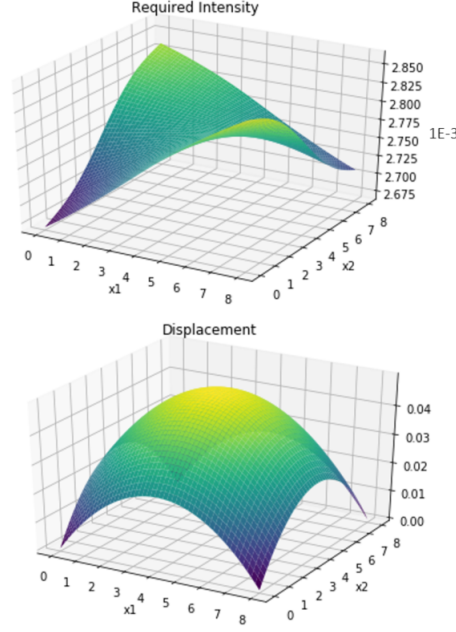 Required Intensity
2.850
2.825
2.800
2.775
2.750
2.725
2.700
2.675
1E-3
0 1 2 3 4 5 6 7 8
x1
0 1 2 3 4 5 6 7 8
x2
Displacement
0.04
0.03
0.02
0.01
0.00
0 1 2 3 4 5 6 7 8
x1
0 1 2 3 4 5 6 7 8
x2